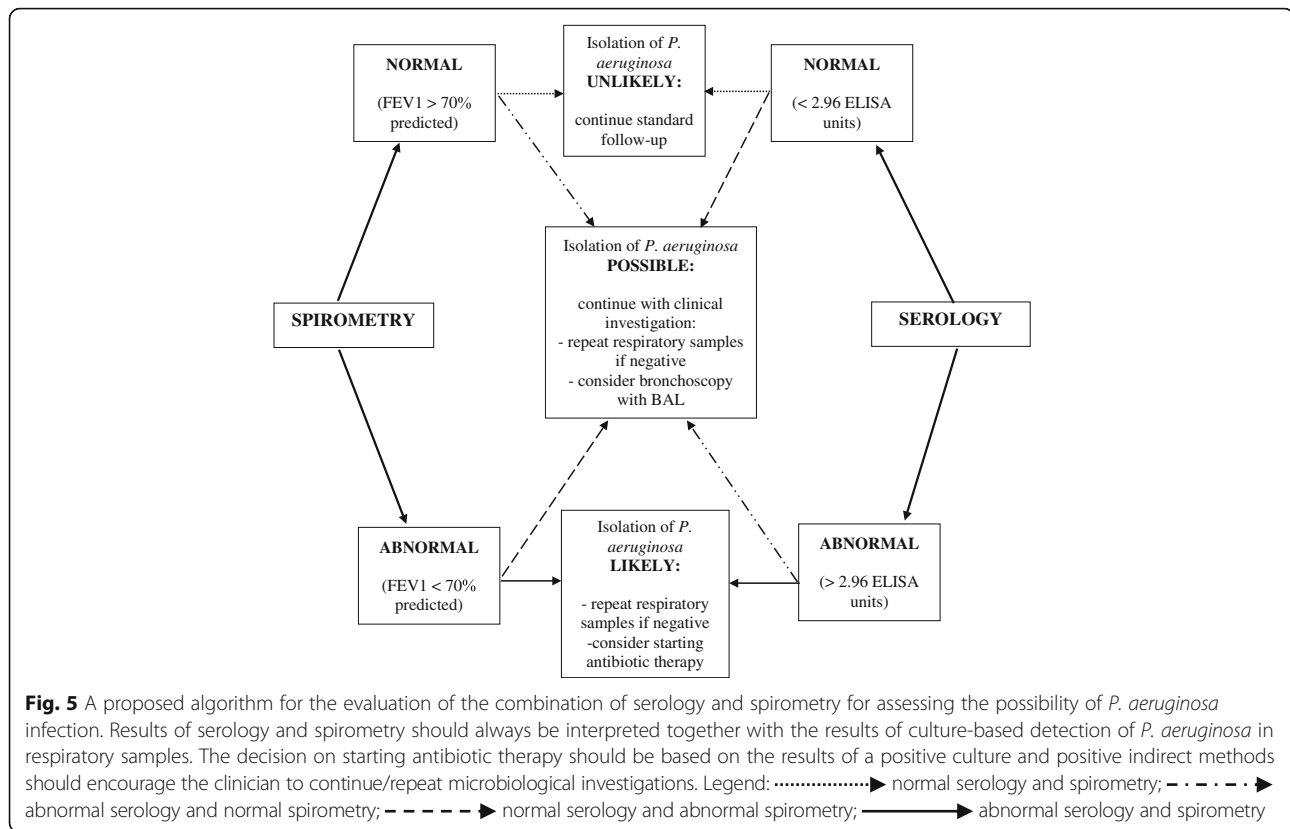 NORMAL
(FEV1 > 70%
predicted)
Isolation of P.
aeruginosa
UNLIKELY:
continue standard
follow-up
NORMAL
(< 2.96 ELISA
units)
SPIROMETRY
Isolation of P. aeruginosa
POSSIBLE:
continue with clinical
investigation:
- repeat respiratory samples
if negative
- consider bronchoscopy
with BAL
SEROLOGY
ABNORMAL
(FEV1 < 70%
predicted)
Isolation of P.
aeruginosa
LIKELY:
- repeat respiratory
samples if negative
-consider starting
antibiotic therapy
ABNORMAL
(> 2.96 ELISA
units)
Fig. 5 A proposed algorithm for the evaluation of the combination of serology and spirometry for assessing the possibility of P. aeruginosa
infection. Results of serology and spirometry should always be interpreted together with the results of culture-based detection of P. aeruginosa in
respiratory samples. The decision on starting antibiotic therapy should be based on the results of a positive culture and positive indirect methods
should encourage the clinician to continue/repeat microbiological investigations. Legend: normal serology and spirometry;
abnormal serology and normal spirometry; normal serology and abnormal spirometry; abnormal serology and spirometry